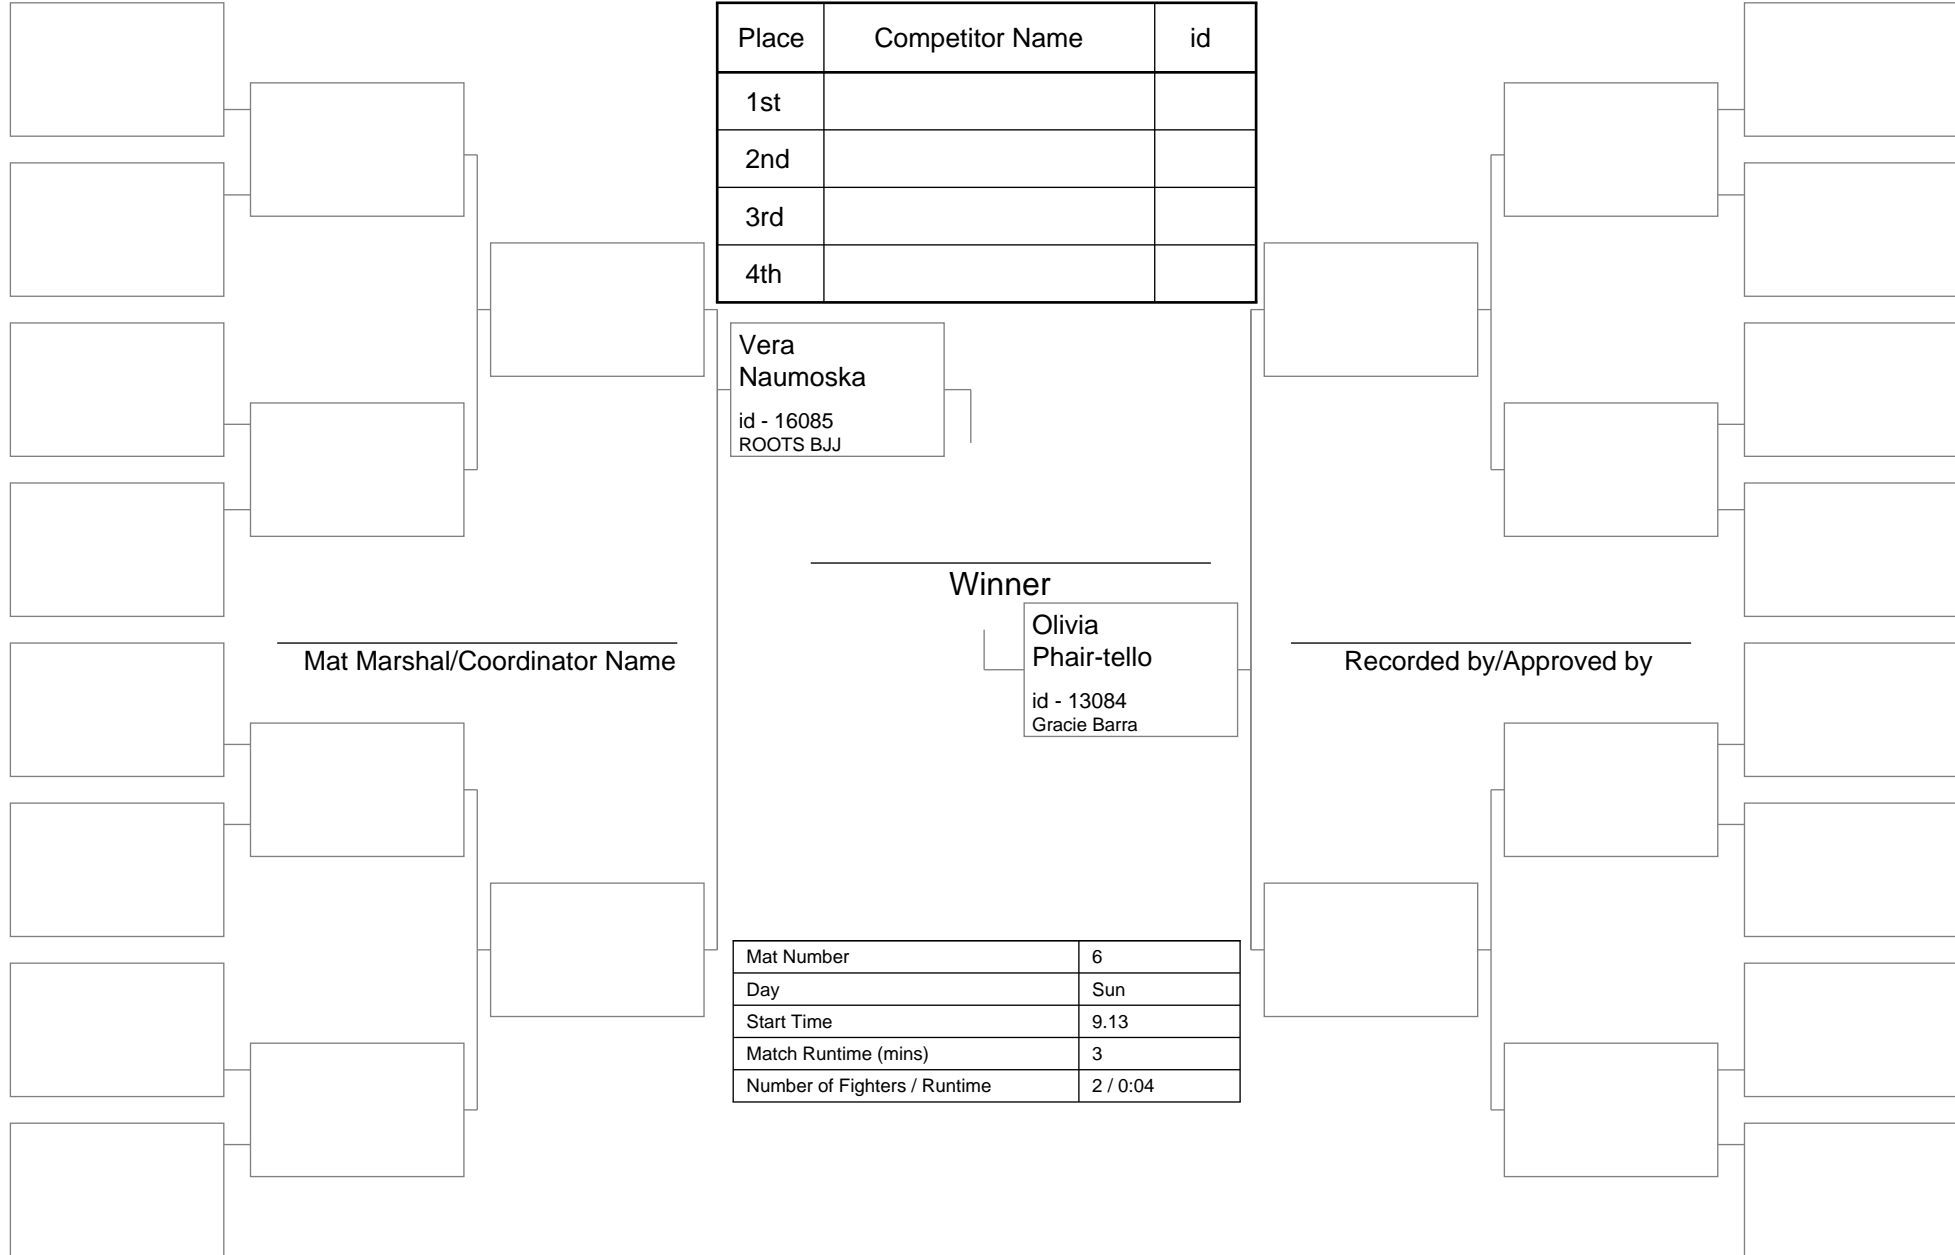 Place Competitor Name id
1st
2nd
3rd
4th
Vera
Naumoska
id - 16085
ROOTS BJJ
Winner
Olivia
Phair-tello
id - 13084
Gracie Barra
Mat Marshal/Coordinator Name
Recorded by/Approved by
Mat Number 6
Day Sun
Start Time 9.13
Match Runtime (mins) 3
Number of Fighters / Runtime 2 / 0:04